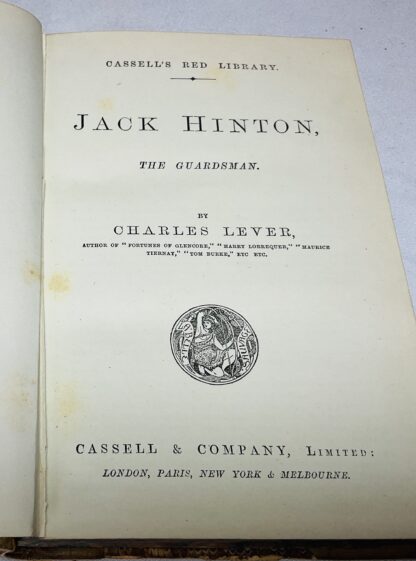 CASSELL'S RED LIBRARY.
JACK HINTON,
THE GUARDSMAN.
BY
CHARLES LEVER,
AUTHOR OF "FORTUNES OF GLENCORE," "HARRY LORREQUER," "MAURICE
TIERNAY," "TOM BURKE," ETC ETC.
CASSELL & COMPANY, LIMITED:
LONDON, PARIS, NEW YORK & MELBOURNE.